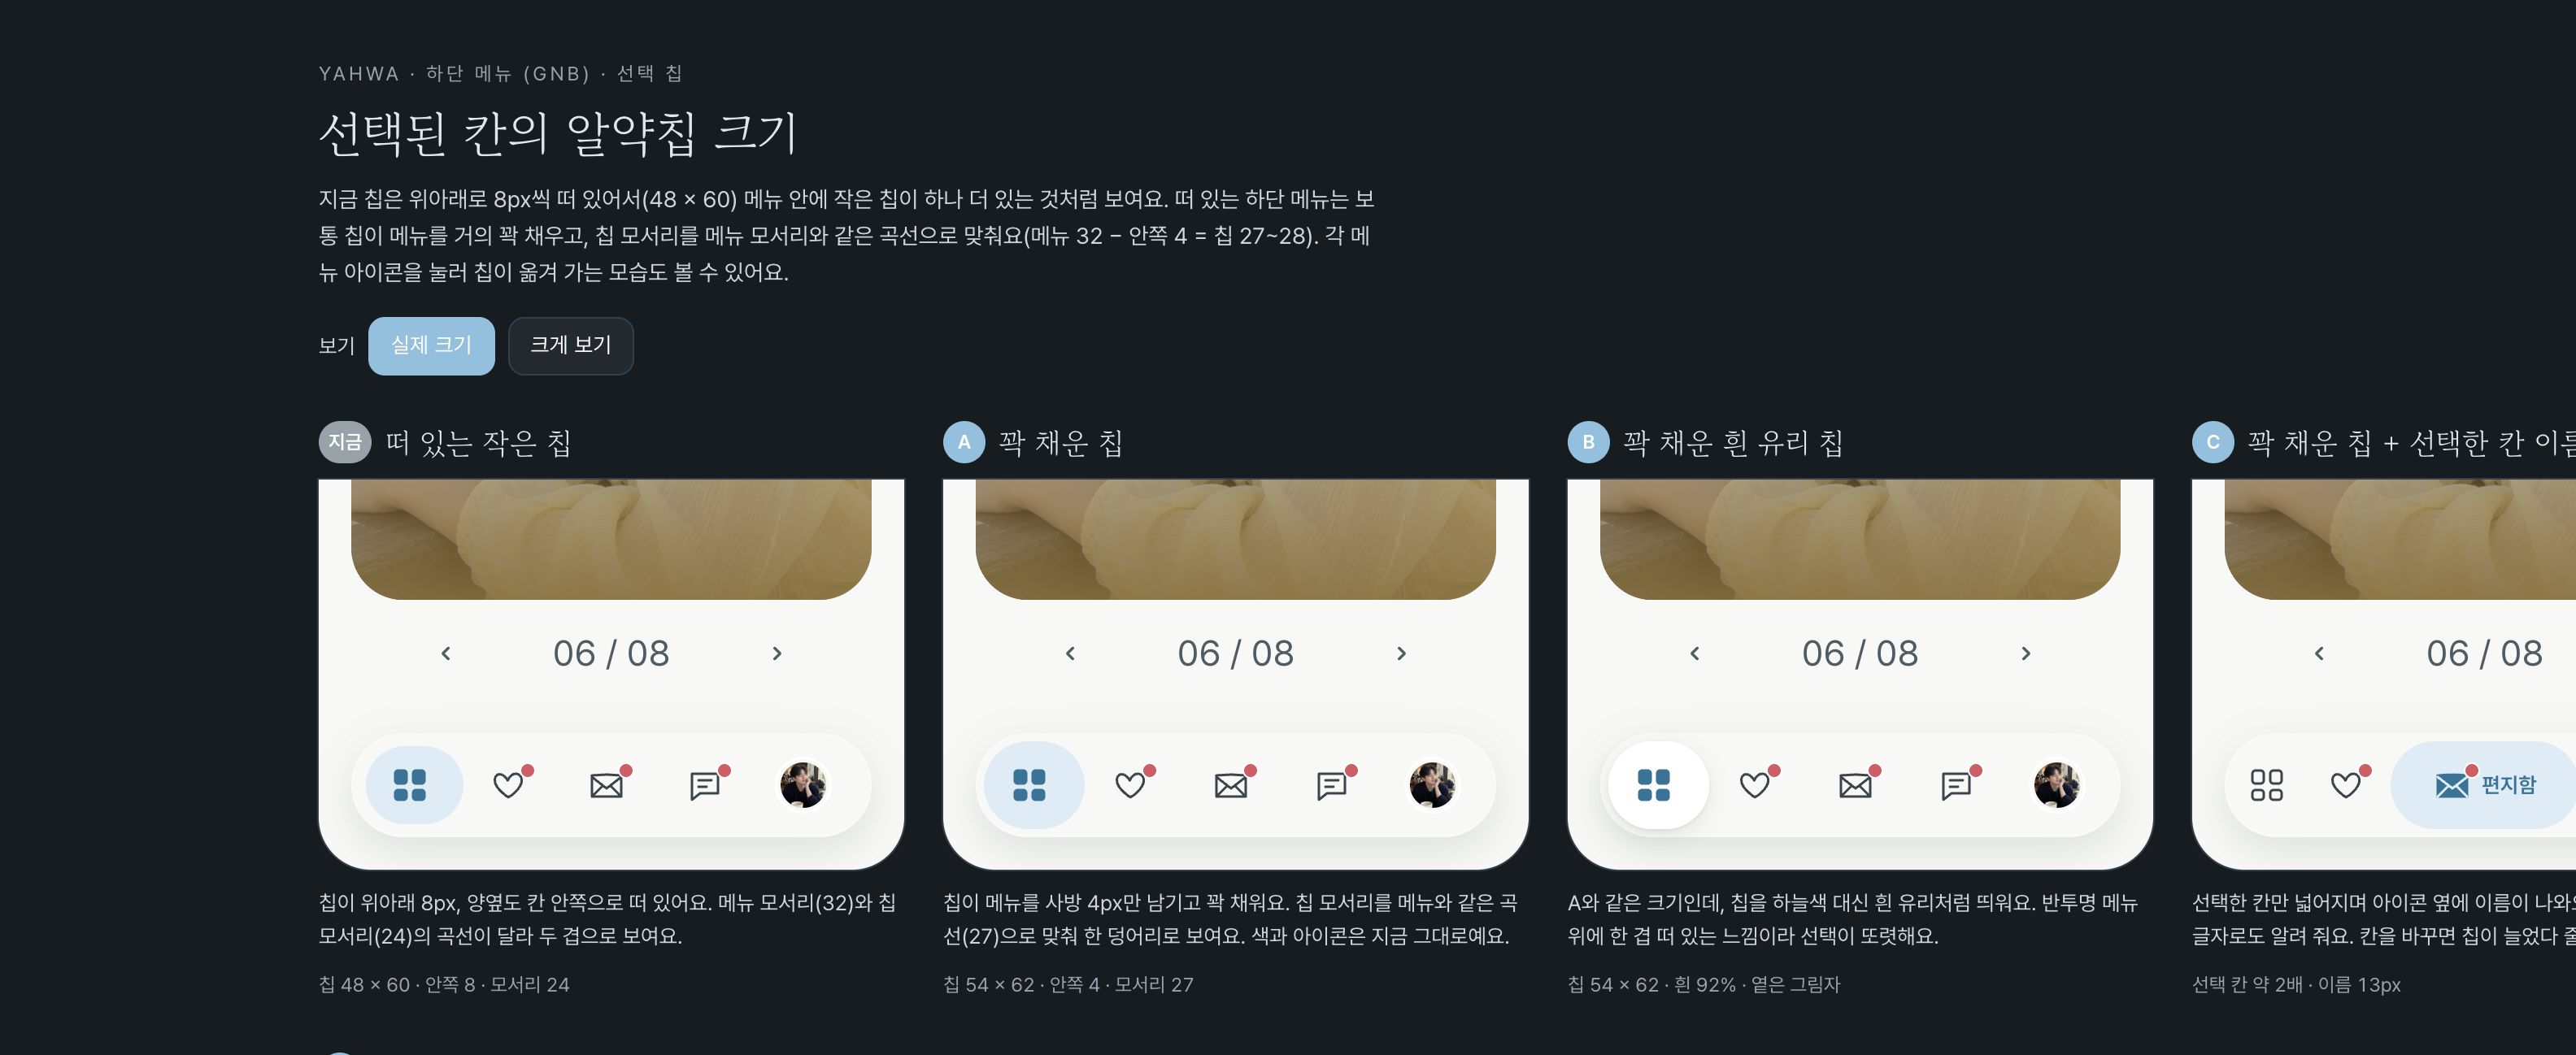 YAHWA · 하단 메뉴 (GNB) · 선택 칩
선택된 칸의 알약칩 크기
지금 칩은 위아래로 8px씩 떠 있어서(48 × 60) 메뉴 안에 작은 칩이 하나 더 있는 것처럼 보여요. 떠 있는 하단 메뉴는 보
통 칩이 메뉴를 거의 꽉 채우고, 칩 모서리를 메뉴 모서리와 같은 곡선으로 맞춰요(메뉴 32 − 안쪽 4 = 칩 27~28). 각 메
뉴 아이콘을 눌러 칩이 옮겨 가는 모습도 볼 수 있어요.
보기 실제 크기 크게 보기
지금 떠 있는 작은 칩
06 / 08
칩이 위아래 8px, 양옆도 칸 안쪽으로 떠 있어요. 메뉴 모서리(32)와 칩
모서리(24)의 곡선이 달라 두 겹으로 보여요.
칩 48 × 60 · 안쪽 8 · 모서리 24
A 꽉 채운 칩
06 / 08
칩이 메뉴를 사방 4px만 남기고 꽉 채워요. 칩 모서리를 메뉴와 같은 곡
선(27)으로 맞춰 한 덩어리로 보여요. 색과 아이콘은 지금 그대로예요.
칩 54 × 62 · 안쪽 4 · 모서리 27
B 꽉 채운 흰 유리 칩
06 / 08
A와 같은 크기인데, 칩을 하늘색 대신 흰 유리처럼 띄워요. 반투명 메뉴
위에 한 겹 떠 있는 느낌이라 선택이 또렷해요.
칩 54 × 62 · 흰 92% · 옅은 그림자
C 꽉 채운 칩 + 선택한 칸 이름
06 / 08
편지함
선택한 칸만 넓어지며 아이콘 옆에 이름이 나와
글자로도 알려 줘요. 칸을 바꾸면 칩이 늘었다
선택 칸 약 2배 · 이름 13px